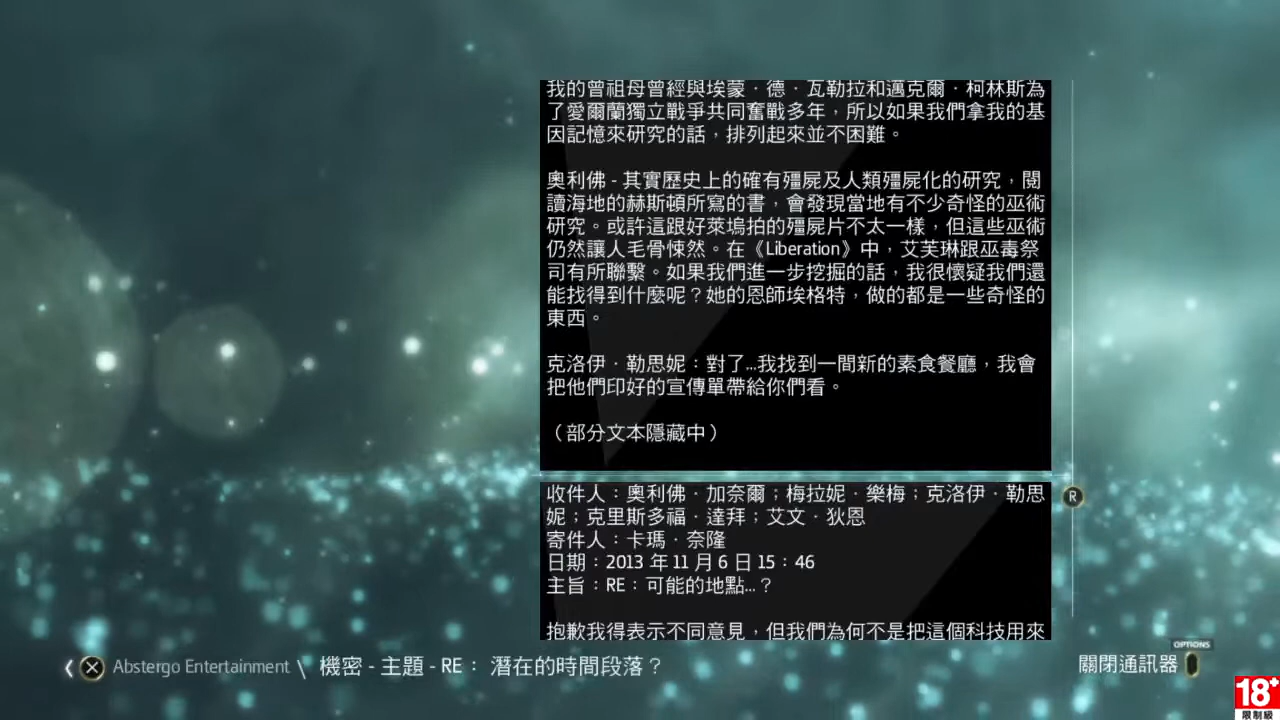 我的曾祖母曾經與埃蒙．德．瓦勒拉和邁克爾．柯林斯為
了愛爾蘭獨立戰爭共同奮戰多年，所以如果我們拿我的基
因記憶來研究的話，排列起來並不困難。
奧利佛 - 其實歷史上的確有殭屍及人類殭屍化的研究，閱
讀海地的赫斯頓所寫的書，會發現當地有不少奇怪的巫術
研究。或許這跟好萊塢拍的殭屍片不太一樣，但這些巫術
仍然讓人毛骨悚然。在《Liberation》中，艾芙琳跟巫毒祭
司有所聯繫。如果我們進一步挖掘的話，我很懷疑我們還
能找得到什麼呢？她的恩師埃格特，做的都是一些奇怪的
東西。
克洛伊．勒思妮：對了...我找到一間新的素食餐廳，我會
把他們印好的宣傳單帶給你們看。
（部分文本隱藏中）
收件人：奧利佛．加奈爾；梅拉妮．樂梅；克洛伊．勒思
妮；克里斯多福．達拜；艾文．狄恩
寄件人：卡瑪．奈隆
日期：2013 年 11 月 6 日 15：46
主旨：RE：可能的地點...？
抱歉我得表示不同意見，但我們為何不是把這個科技用來
R
OPTIONS
Abstergo Entertainment \ 機密 - 主題 - RE： 潛在的時間段落？
關閉通訊器
18+
限制級